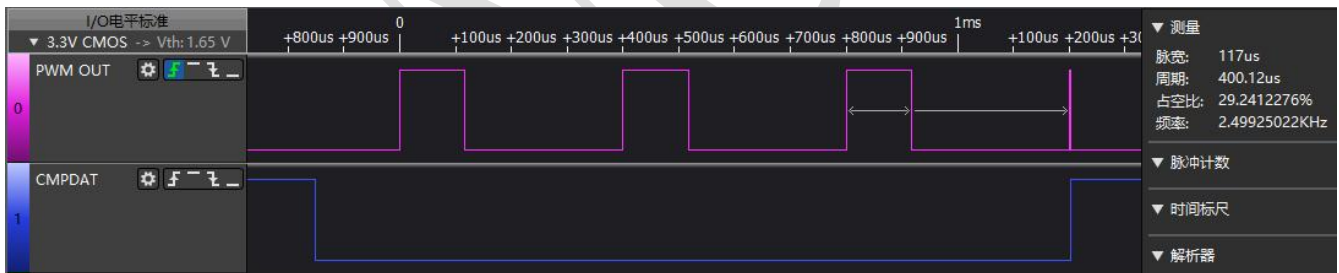 I/O电平标准
▼ 3.3V CMOS -> Vth:1.65 V
+800us +900us
0
+100us +200us +300us +400us +500us +600us +700us +800us +900us
1ms
+100us +200us +30
PWM OUT
0
CMPDAT
1
▼ 测量
脉宽: 117us
周期: 400.12us
占空比: 29.2412276%
频率: 2.49925022KHz
▼ 脉冲计数
▼ 时间标尺
▼ 解析器